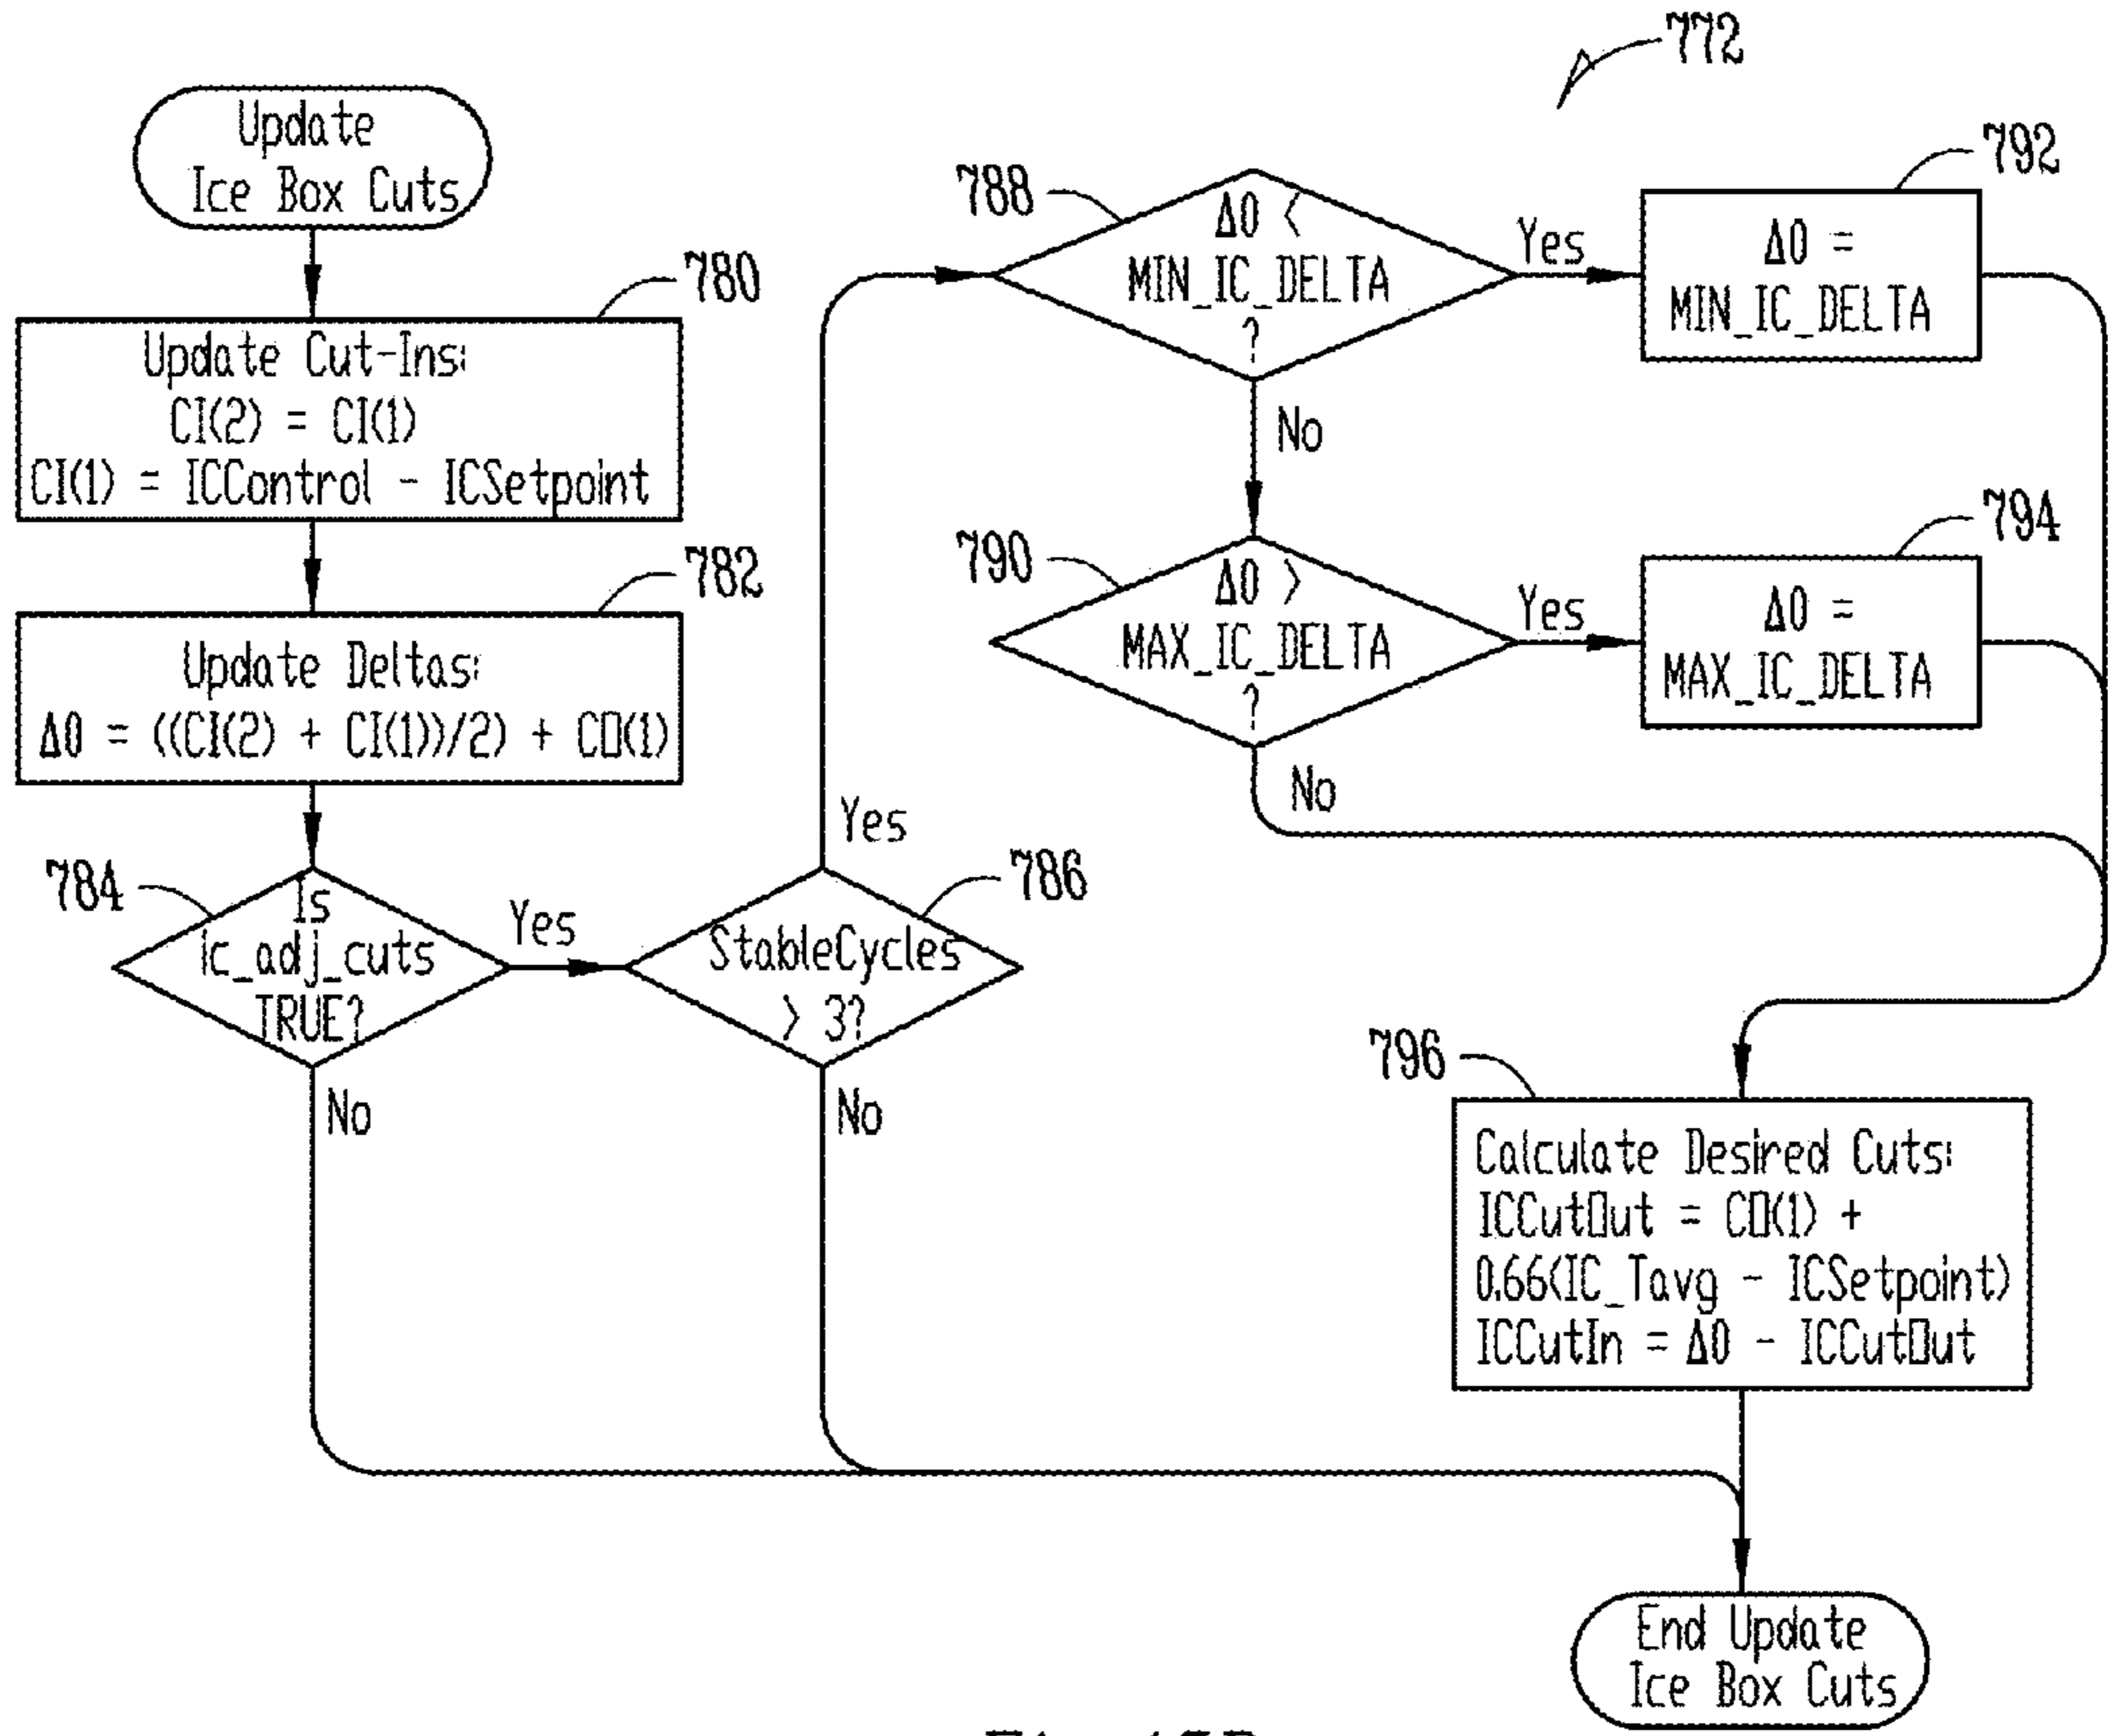 772
Update
Ice Box Cuts
780
Update Cut-Ins:
CI(2) = CI(1)
CI(1) = ICControl - ICSetpoint
782
Update Deltas:
Δ0 = ((CI(2) + CI(1))/2) + CO(1)
784
Is
ic_adj_cuts
TRUE?
Yes
No
786
StableCycles
> 3?
Yes
No
788
Δ0 <
MIN_IC_DELTA
?
Yes
No
792
Δ0 =
MIN_IC_DELTA
790
Δ0 >
MAX_IC_DELTA
?
Yes
No
794
Δ0 =
MAX_IC_DELTA
796
Calculate Desired Cuts:
ICCutOut = CO(1) +
0.66(IC_Tavg - ICSetpoint)
ICCutIn = Δ0 - ICCutOut
End Update
Ice Box Cuts